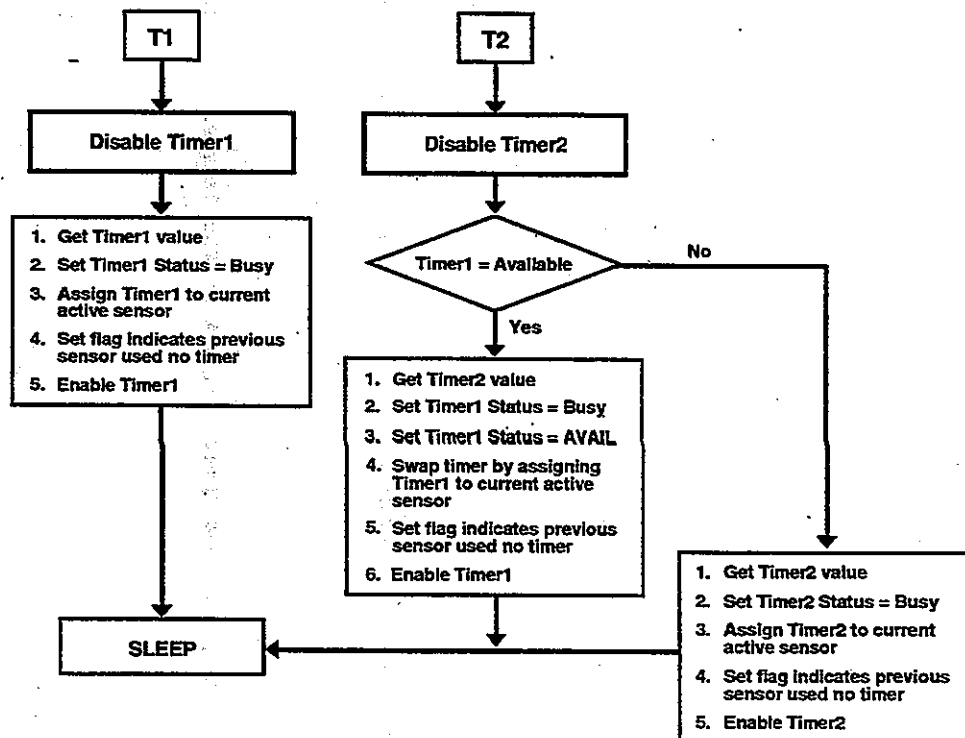 T1
Disable Timer1
1. Get Timer1 value
2. Set Timer1 Status = Busy
3. Assign Timer1 to current
active sensor
4. Set flag indicates previous
sensor used no timer
5. Enable Timer1
SLEEP
T2
Disable Timer2
Timer1 = Available
No
Yes
1. Get Timer2 value
2. Set Timer1 Status = Busy
3. Set Timer1 Status = AVAIL
4. Swap timer by assigning
Timer1 to current active
sensor
5. Set flag indicates previous
sensor used no timer
6. Enable Timer1
1. Get Timer2 value
2. Set Timer2 Status = Busy
3. Assign Timer2 to current
active sensor
4. Set flag indicates previous
sensor used no timer
5. Enable Timer2